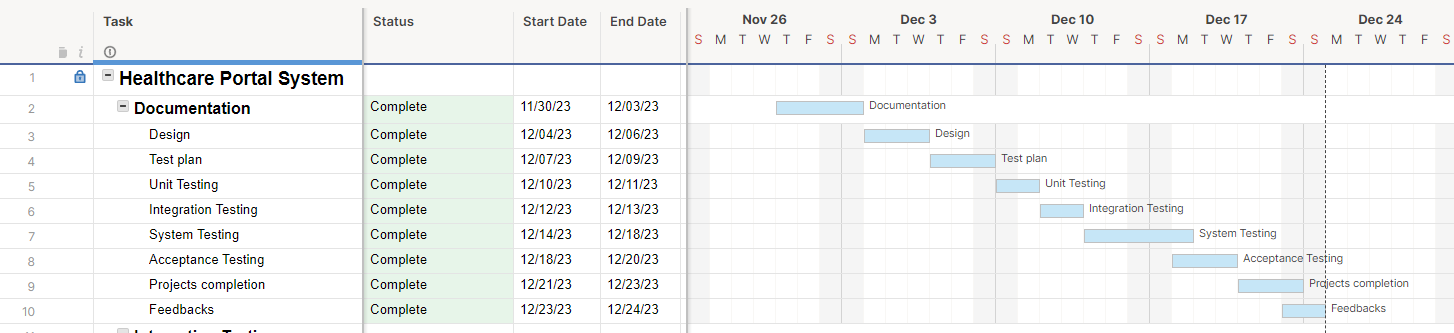 Task Status Start Date End Date Nov 26 Dec 3 Dec 10 Dec 17 Dec 24
S M T W T F S S M T W T F S S M T W T F S S M T W T F S S M T W T F S
1 Healthcare Portal System
2 Documentation Complete 11/30/23 12/03/23 Documentation
3 Design Complete 12/04/23 12/06/23 Design
4 Test plan Complete 12/07/23 12/09/23 Test plan
5 Unit Testing Complete 12/10/23 12/11/23 Unit Testing
6 Integration Testing Complete 12/12/23 12/13/23 Integration Testing
7 System Testing Complete 12/14/23 12/18/23 System Testing
8 Acceptance Testing Complete 12/18/23 12/20/23 Acceptance Testing
9 Projects completion Complete 12/21/23 12/23/23 Projects completion
10 Feedbacks Complete 12/23/23 12/24/23 Feedbacks